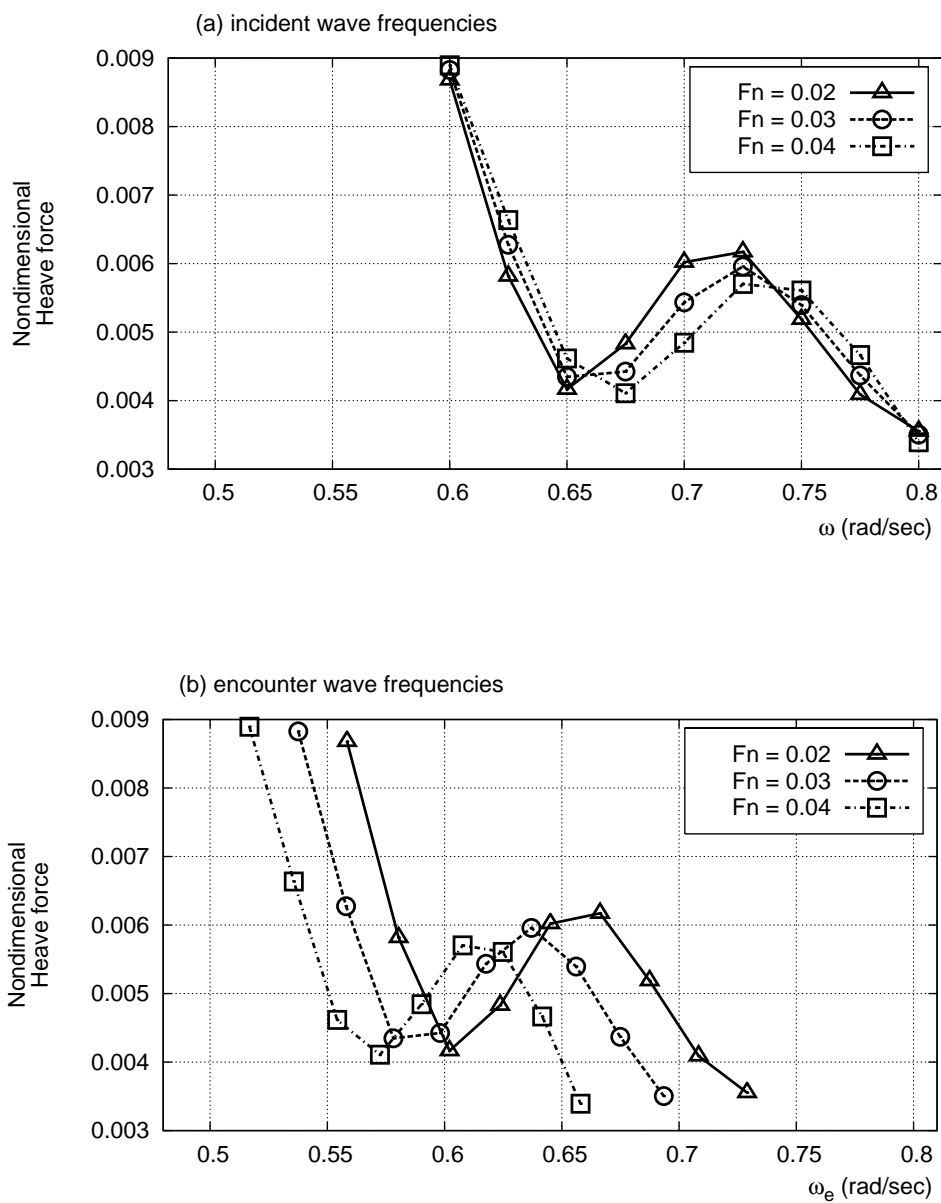 (a) incident wave frequencies
0.009
0.008
0.007
0.006
0.005
0.004
0.003
Nondimensional
Heave force
Fn = 0.02
Fn = 0.03
Fn = 0.04
0.5 0.55 0.6 0.65 0.7 0.75 0.8
ω (rad/sec)
(b) encounter wave frequencies
0.009
0.008
0.007
0.006
0.005
0.004
0.003
Nondimensional
Heave force
Fn = 0.02
Fn = 0.03
Fn = 0.04
0.5 0.55 0.6 0.65 0.7 0.75 0.8
ωe (rad/sec)